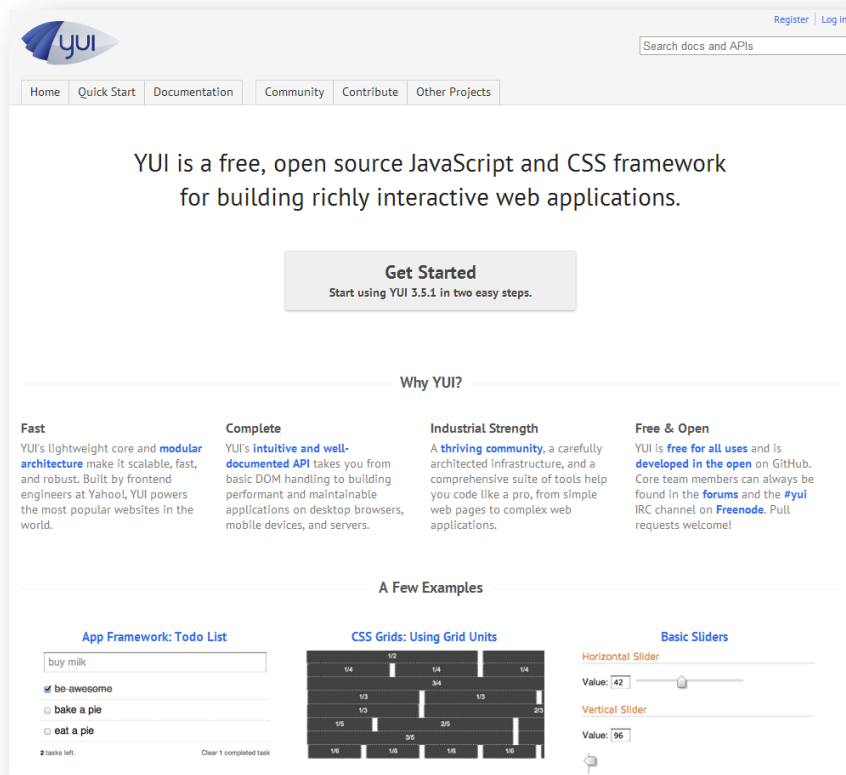 Register | Log in
yui
Search docs and APIs
Home Quick Start Documentation Community Contribute Other Projects
YUI is a free, open source JavaScript and CSS framework
for building richly interactive web applications.
Get Started
Start using YUI 3.5.1 in two easy steps.
Why YUI?
Fast
YUI's lightweight core and modular
architecture make it scalable, fast,
and robust. Built by frontend
engineers at Yahoo!, YUI powers
the most popular websites in the
world.
Complete
YUI's intuitive and well-
documented API takes you from
basic DOM handling to building
performant and maintainable
applications on desktop browsers,
mobile devices, and servers.
Industrial Strength
A thriving community, a carefully
architected infrastructure, and a
comprehensive suite of tools help
you code like a pro, from simple
web pages to complex web
applications.
Free & Open
YUI is free for all uses and is
developed in the open on GitHub.
Core team members can always be
found in the forums and the #yui
IRC channel on Freenode. Pull
requests welcome!
A Few Examples
App Framework: Todo List
buy milk
be awesome
bake a pie
eat a pie
2 tasks left. Clear 1 completed task
CSS Grids: Using Grid Units
1/2
1/4 1/4 1/4
3/4
1/3 1/3
1/3 2/3
1/5 2/5
3/5
1/6 1/6 1/6 1/6
Basic Sliders
Horizontal Slider
Value: 42
Vertical Slider
Value: 96